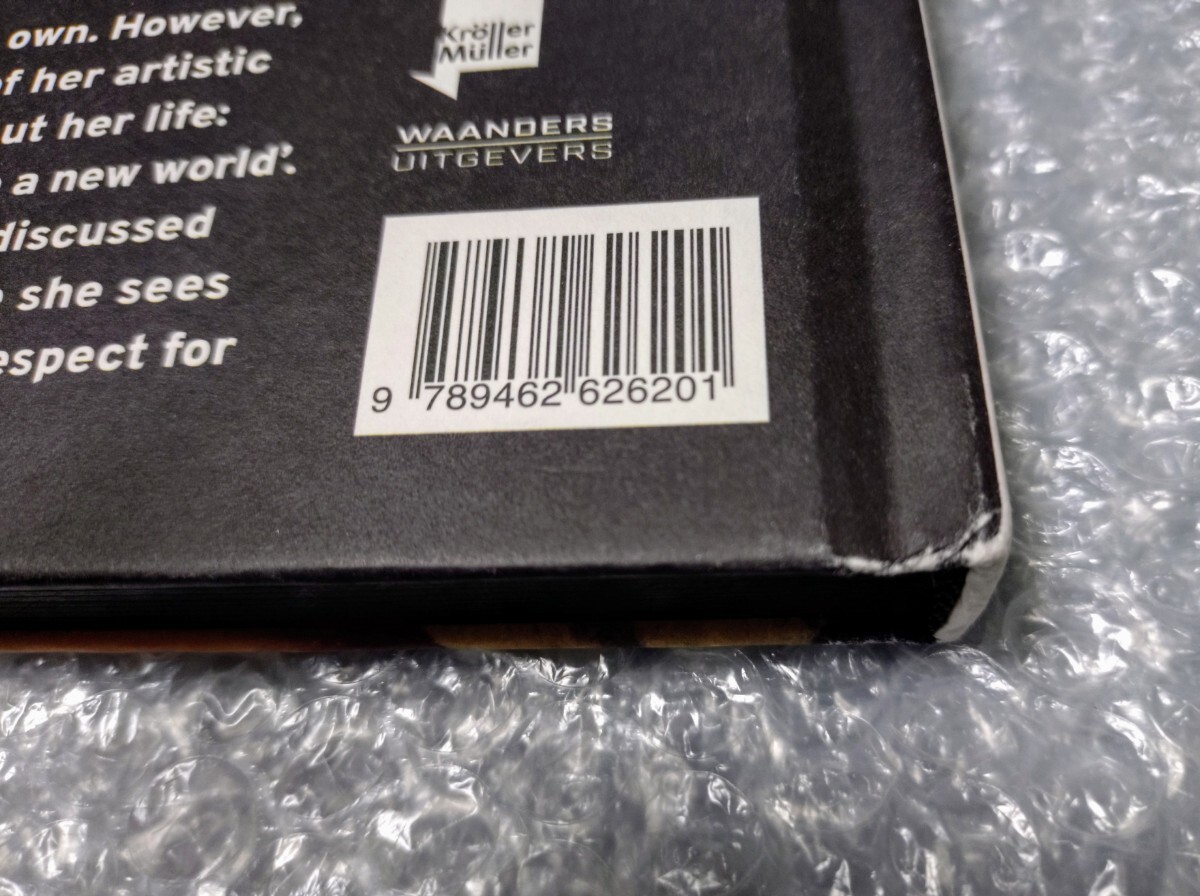 own. However,
of her artistic
ut her life:
a new world'.
discussed
she sees
espect for
Kröller
Müller
WAANDERS
UITGEVERS
9 789462 626201